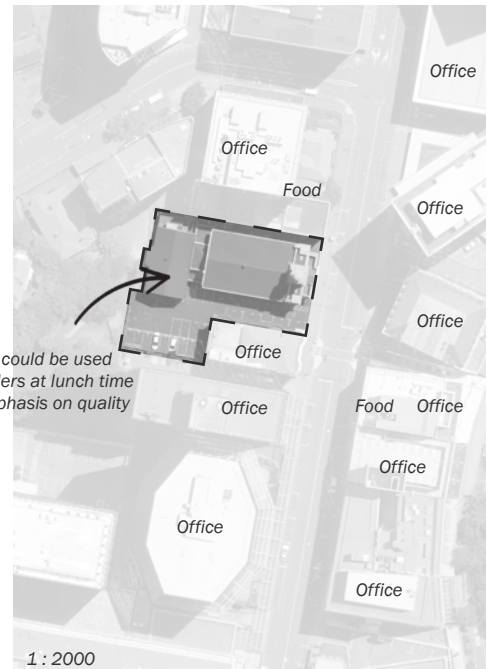 Office
Office
Food
Office
Office
could be used
ers at lunch time
phasis on quality
Office
Office
Food Office
Office
Office
Office
1 : 2000